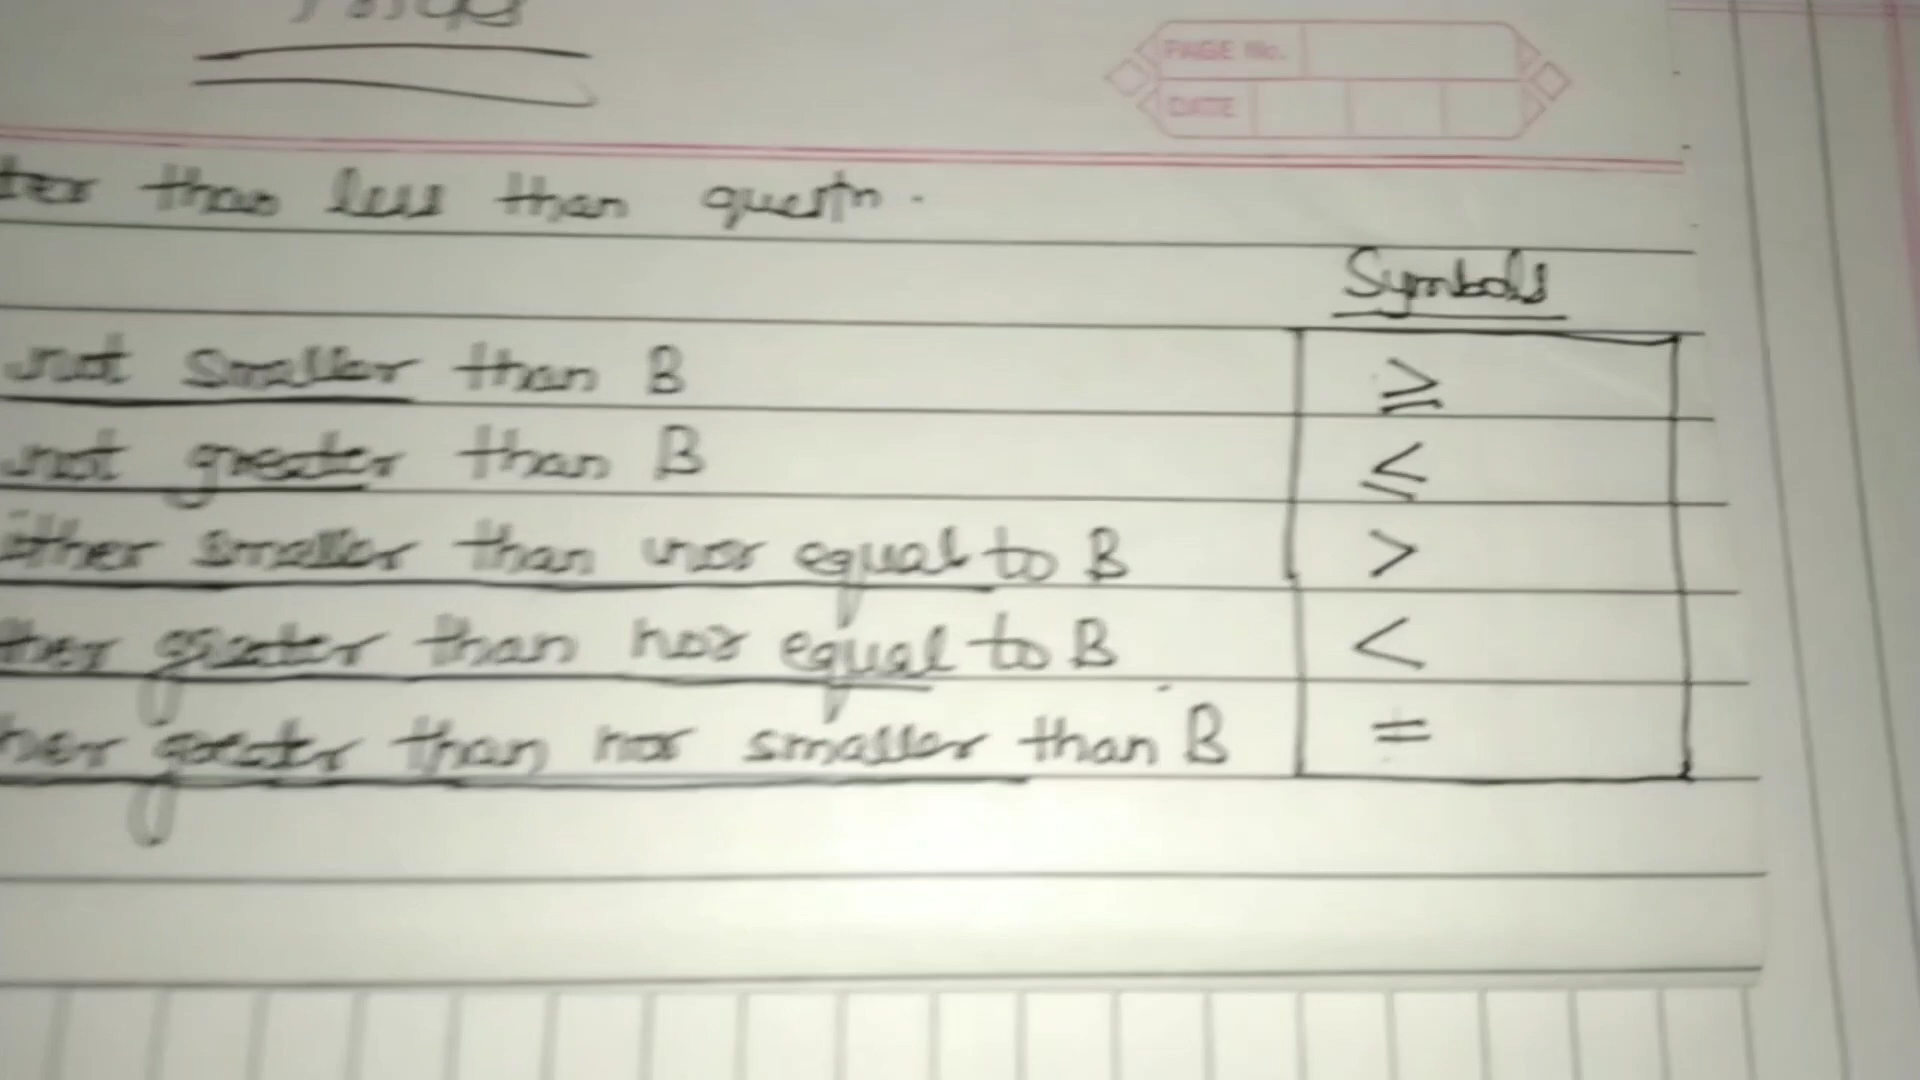 PAGE No.
DATE
than less than questn.
Symbols
not smaller than B ≥
not greater than B ≤
smaller than nor equal to B >
greater than nor equal to B <
greater than nor smaller than B =